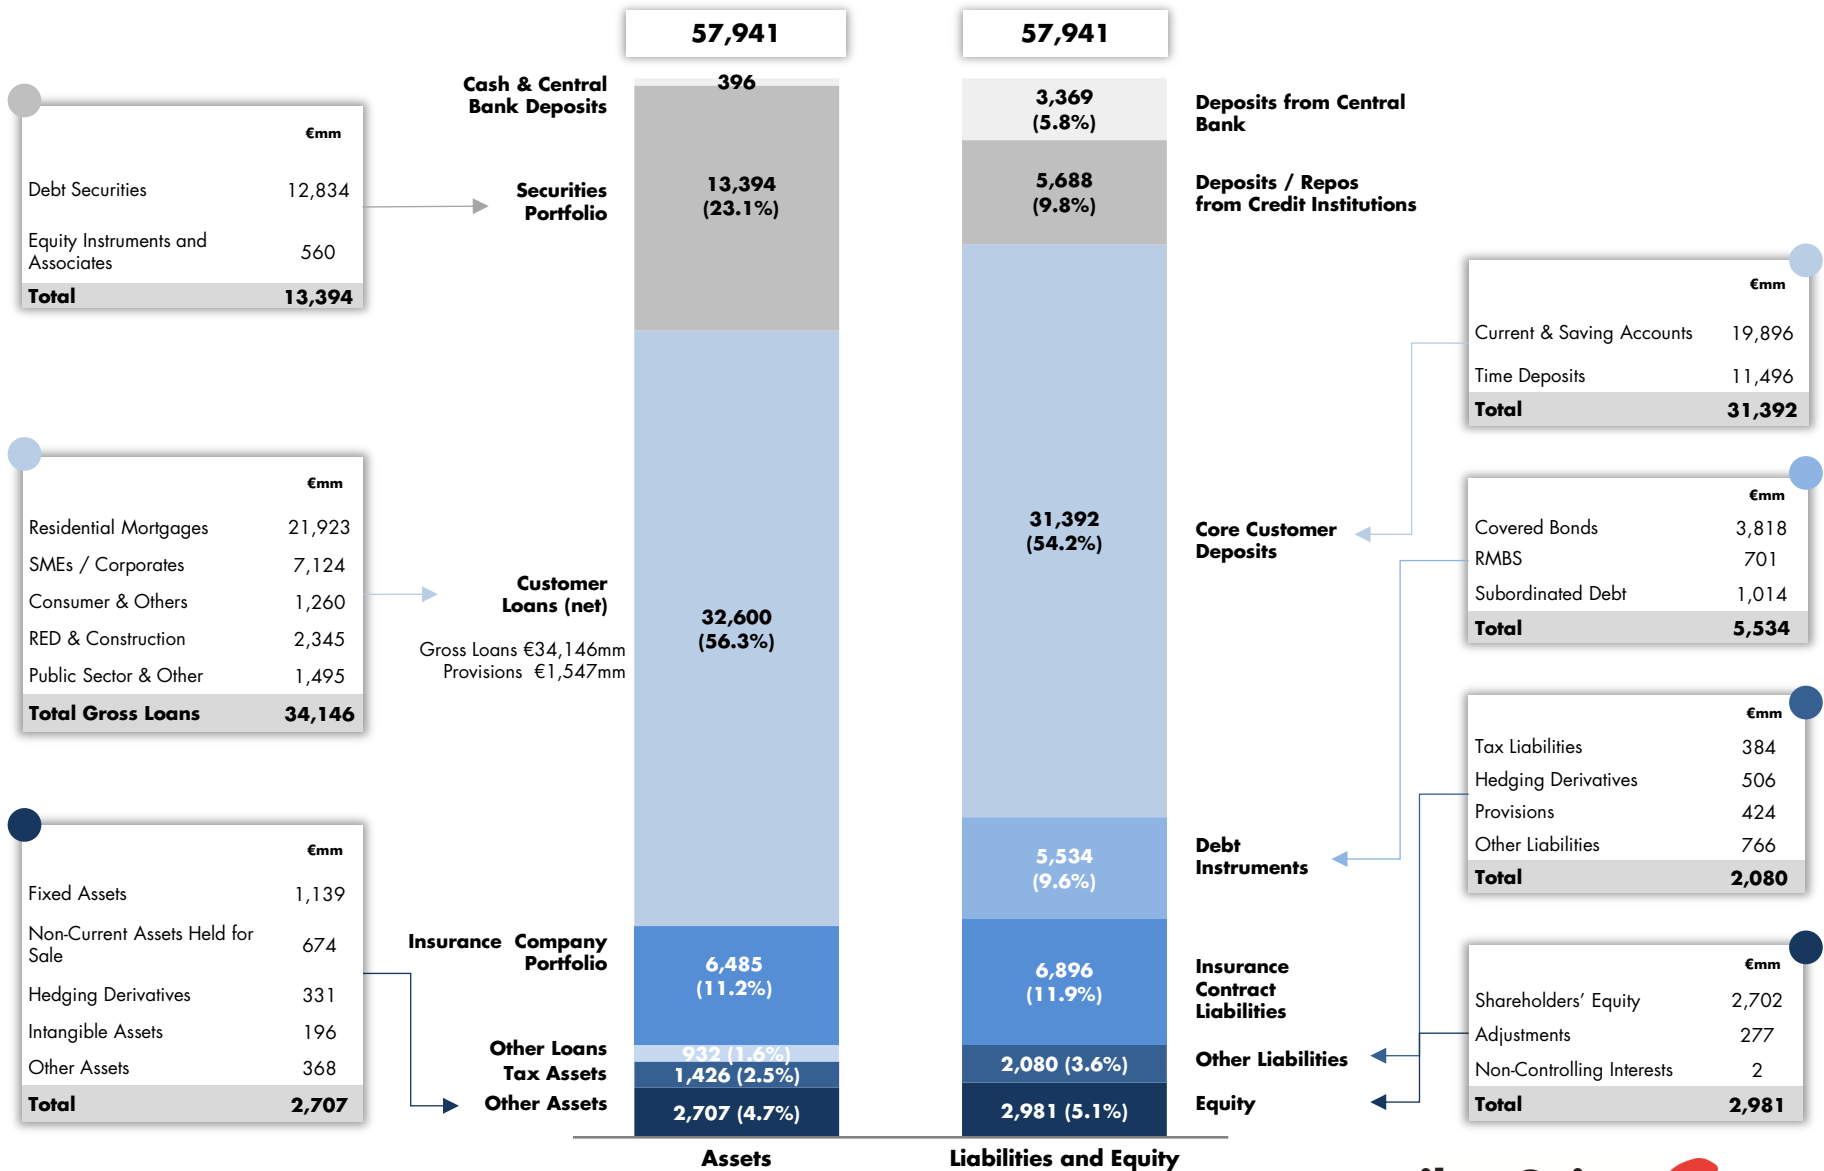 57,941
57,941
€mm
Debt Securities 12,834
Equity Instruments and
Associates 560
Total 13,394
€mm
Residential Mortgages 21,923
SMEs / Corporates 7,124
Consumer & Others 1,260
RED & Construction 2,345
Public Sector & Other 1,495
Total Gross Loans 34,146
€mm
Fixed Assets 1,139
Non-Current Assets Held for
Sale 674
Hedging Derivatives 331
Intangible Assets 196
Other Assets 368
Total 2,707
Cash & Central
Bank Deposits
Securities
Portfolio
Customer
Loans (net)
Gross Loans €34,146mm
Provisions €1,547mm
Insurance Company
Portfolio
Other Loans
Tax Assets
Other Assets
396
13,394
(23.1%)
32,600
(56.3%)
6,485
(11.2%)
932 (1.6%)
1,426 (2.5%)
2,707 (4.7%)
Assets
3,369
(5.8%)
5,688
(9.8%)
31,392
(54.2%)
5,534
(9.6%)
6,896
(11.9%)
2,080 (3.6%)
2,981 (5.1%)
Liabilities and Equity
Deposits from Central
Bank
Deposits / Repos
from Credit Institutions
Core Customer
Deposits
Debt
Instruments
Insurance
Contract
Liabilities
Other Liabilities
Equity
€mm
Current & Saving Accounts 19,896
Time Deposits 11,496
Total 31,392
€mm
Covered Bonds 3,818
RMBS 701
Subordinated Debt 1,014
Total 5,534
€mm
Tax Liabilities 384
Hedging Derivatives 506
Provisions 424
Other Liabilities 766
Total 2,080
€mm
Shareholders' Equity 2,702
Adjustments 277
Non-Controlling Interests 2
Total 2,981